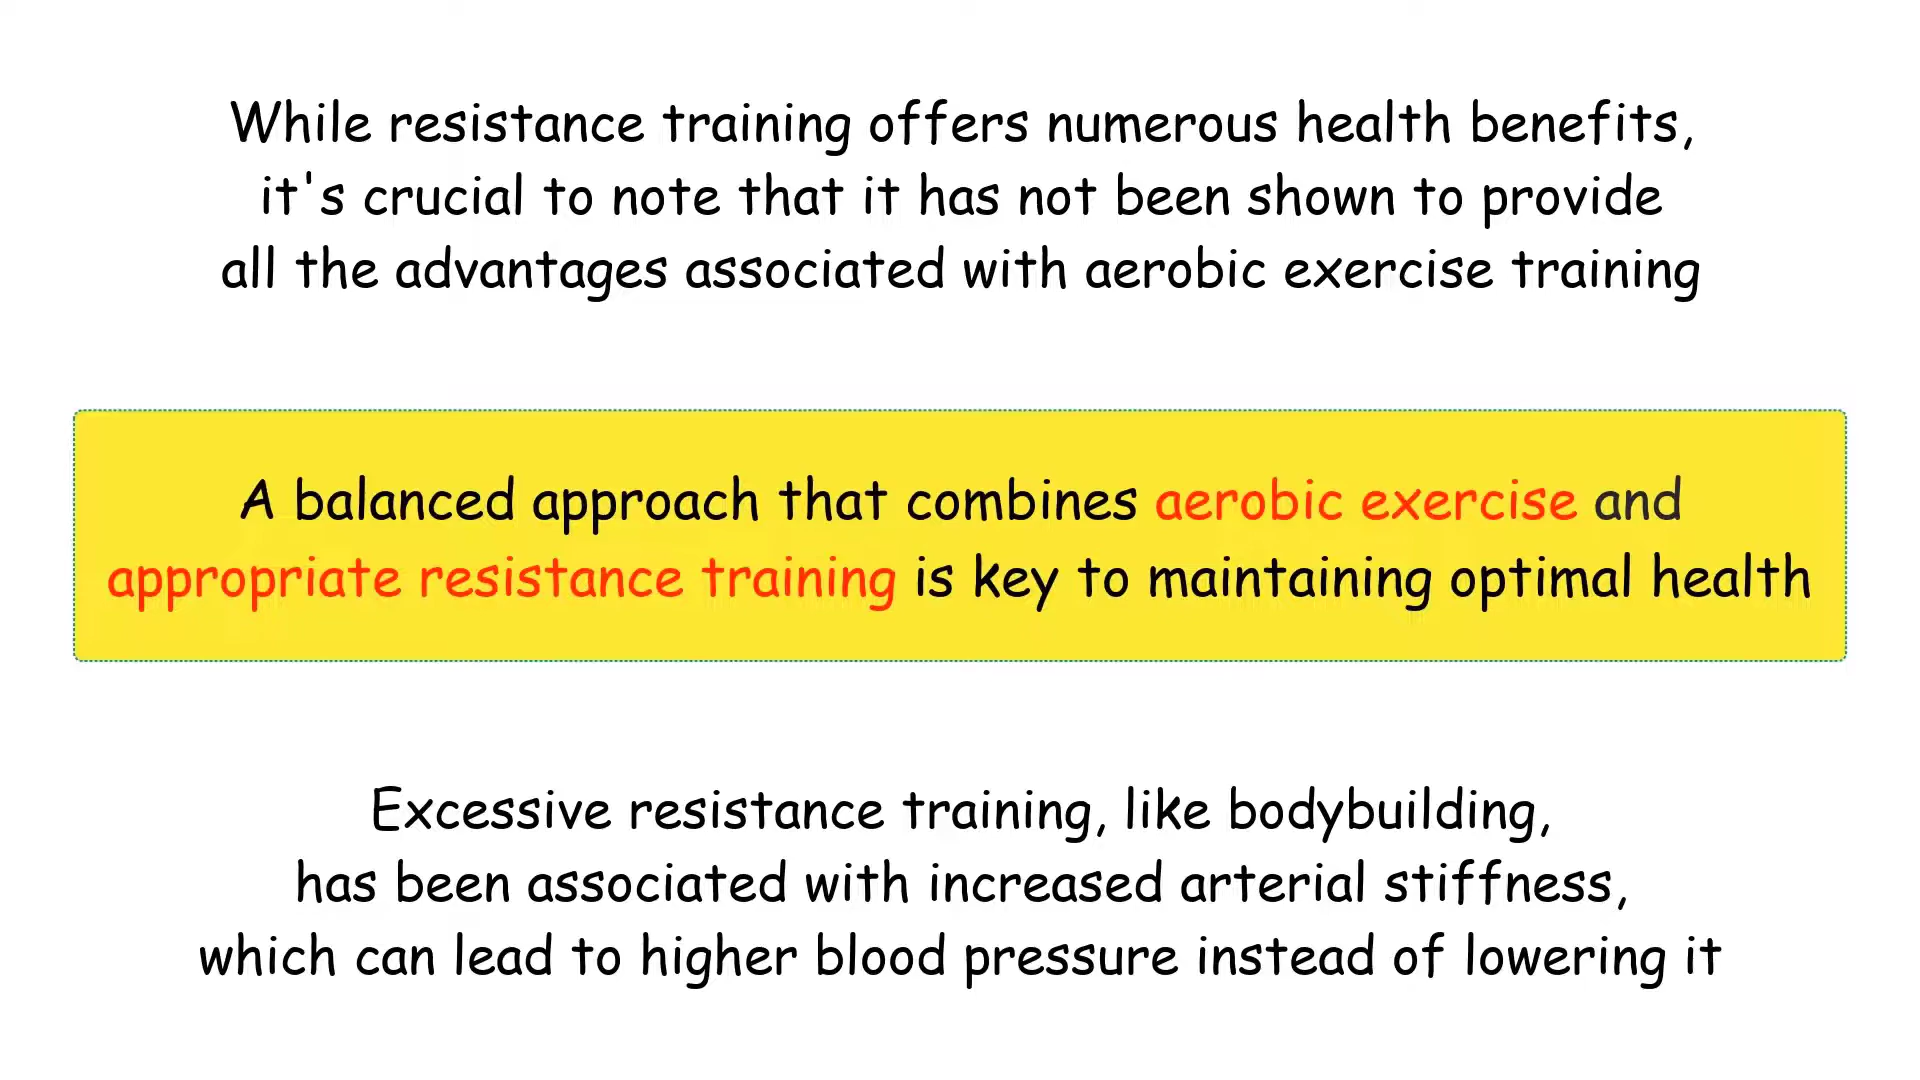 While resistance training offers numerous health benefits,
it's crucial to note that it has not been shown to provide
all the advantages associated with aerobic exercise training
A balanced approach that combines aerobic exercise and
appropriate resistance training is key to maintaining optimal health
Excessive resistance training, like bodybuilding,
has been associated with increased arterial stiffness,
which can lead to higher blood pressure instead of lowering it